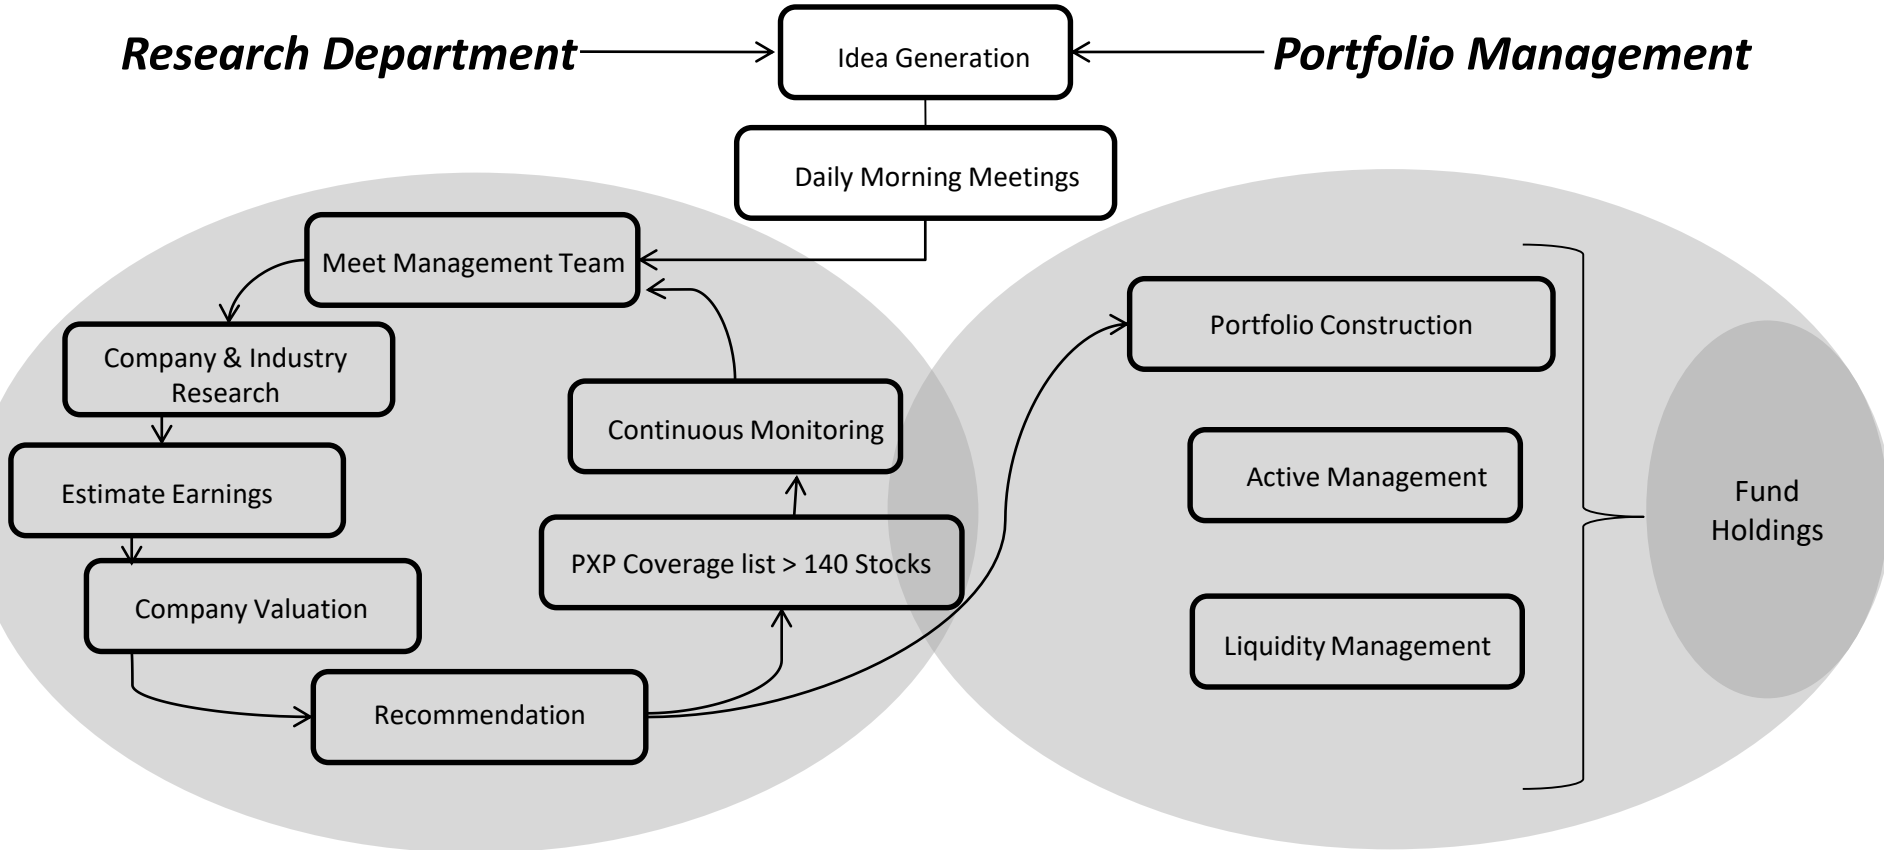 Research Department
Idea Generation
Portfolio Management
Daily Morning Meetings
Meet Management Team
Company & Industry
Research
Estimate Earnings
Company Valuation
Recommendation
Continuous Monitoring
PXP Coverage list > 140 Stocks
Portfolio Construction
Active Management
Liquidity Management
Fund
Holdings